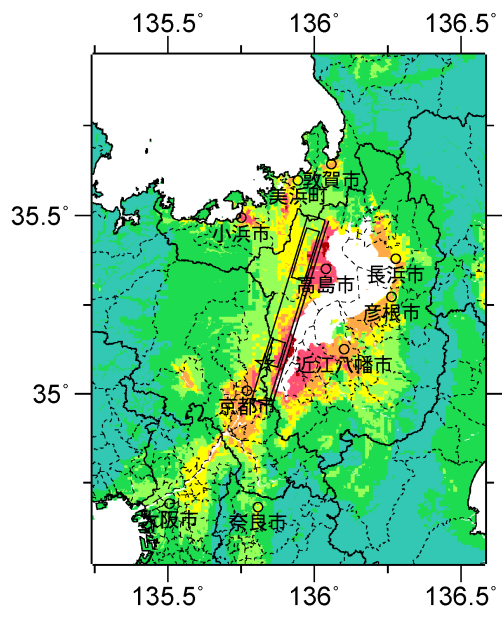 135.5° 136° 136.5°
敦賀市
美浜町
35.5°
小浜市
長浜市
高島市
彦根市
近江八幡市
35°
京都市
大阪市
奈良市
135.5° 136° 136.5°